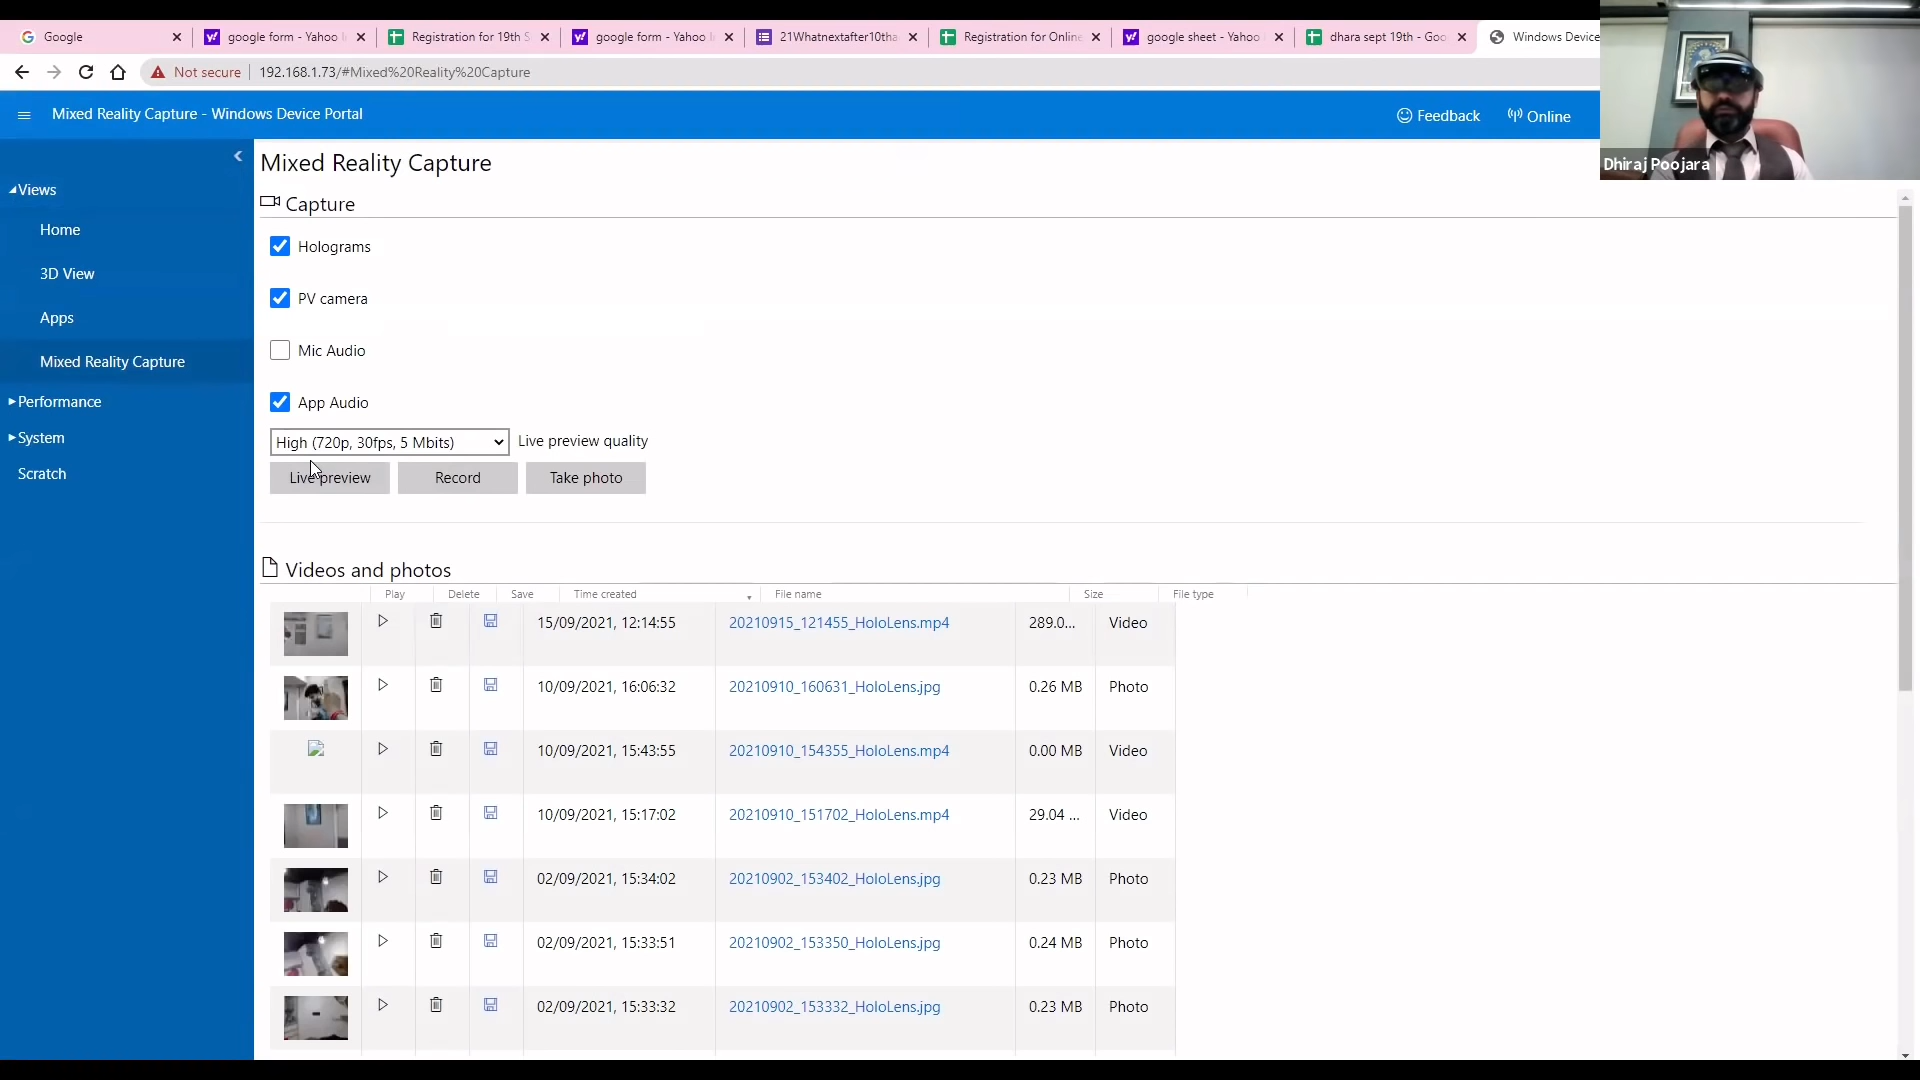 Google
google form - Yahoo I
Registration for 19th S
google form - Yahoo I
21Whatnextafter10tha
Registration for Online
google sheet - Yahoo
dhara sept 19th - Goo
Windows Device
Not secure
192.168.1.73/#Mixed%20Reality%20Capture
Mixed Reality Capture - Windows Device Portal
Feedback
Online
Dhiraj Poojara
Views
Home
3D View
Apps
Mixed Reality Capture
Performance
System
Scratch
Mixed Reality Capture
Capture
Holograms
PV camera
Mic Audio
App Audio
High (720p, 30fps, 5 Mbits) Live preview quality
Live preview Record Take photo
Videos and photos
Play Delete Save Time created File name Size File type
15/09/2021, 12:14:55 20210915_121455_HoloLens.mp4 289.0... Video
10/09/2021, 16:06:32 20210910_160631_HoloLens.jpg 0.26 MB Photo
10/09/2021, 15:43:55 20210910_154355_HoloLens.mp4 0.00 MB Video
10/09/2021, 15:17:02 20210910_151702_HoloLens.mp4 29.04 ... Video
02/09/2021, 15:34:02 20210902_153402_HoloLens.jpg 0.23 MB Photo
02/09/2021, 15:33:51 20210902_153350_HoloLens.jpg 0.24 MB Photo
02/09/2021, 15:33:32 20210902_153332_HoloLens.jpg 0.23 MB Photo